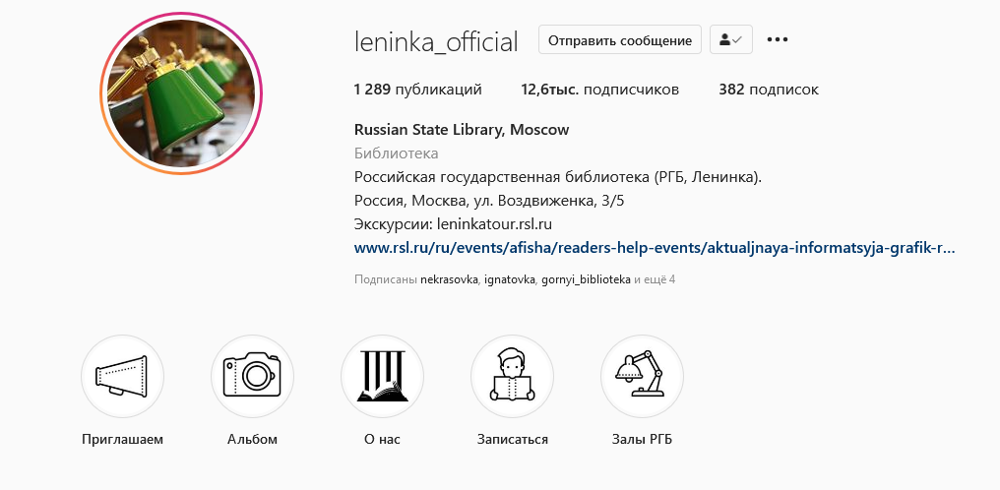 leninka_official Отправить сообщение
1 289 публикаций 12,6тыс. подписчиков 382 подписок
Russian State Library, Moscow
Библиотека
Российская государственная библиотека (РГБ, Ленинка).
Россия, Москва, ул. Воздвиженка, 3/5
Экскурсии: leninkatour.rsl.ru
www.rsl.ru/ru/events/afisha/readers-help-events/aktualjnaya-informatsyja-grafik-r...
Подписаны nekrasovka, ignatovka, gornyi_biblioteka и ещё 4
Приглашаем Альбом О нас Записаться Залы РГБ